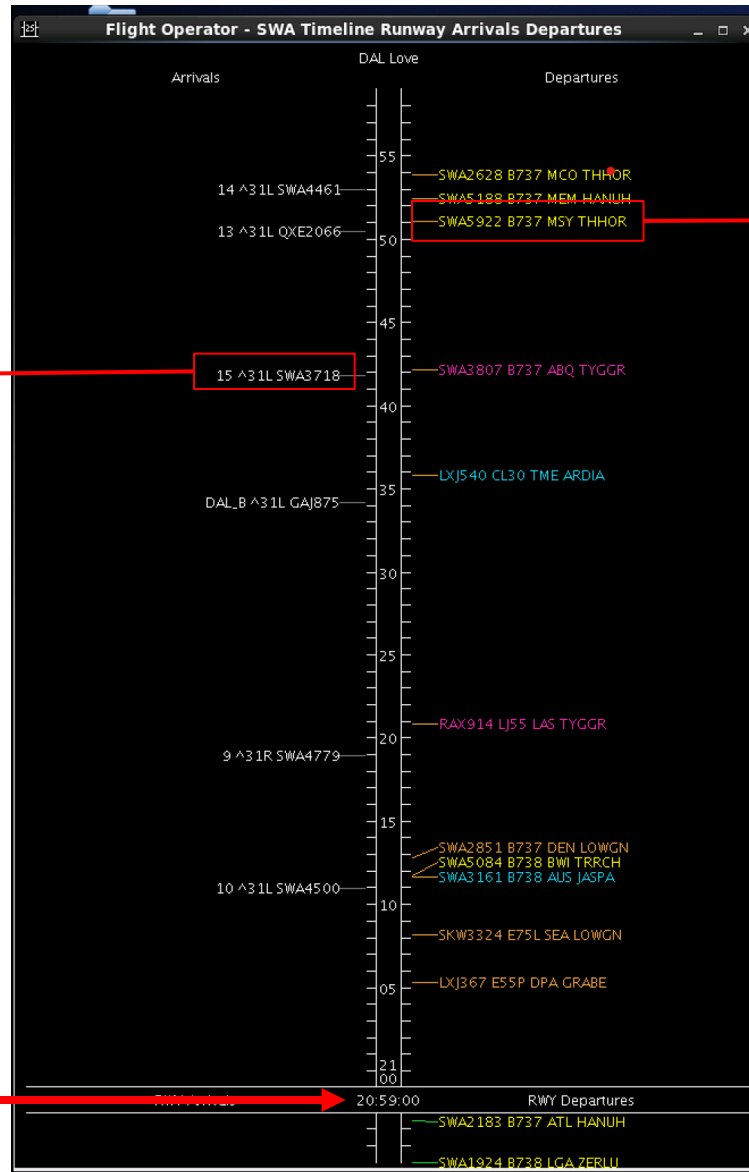 Flight Operator - SWA Timeline Runway Arrivals Departures
DAL Love
Arrivals Departures
55
SWA2628 B737 MCO THHOR
14 ^31L SWA4461
SWA5188 B737 MEM HANUH
SWA5922 B737 MSY THHOR
13 ^31L QXE2066
50
45
15 ^31L SWA3718
SWA3807 B737 ABQ TYGGR
40
LXJ540 CL30 TME ARDIA
35
DAL_B ^31L GAJ875
30
25
RAX914 LJ55 LAS TYGGR
20
9 ^31R SWA4779
15
SWA2851 B737 DEN LOWGN
SWA5084 B738 BWI TRRCH
SWA3161 B738 AUS JASPA
10 ^31L SWA4500
10
SKW3324 E75L SEA LOWGN
LXJ367 E55P DPA GRABE
05
21
00
RWY Arrivals 20:59:00 RWY Departures
SWA2183 B737 ATL HANUH
SWA1924 B738 LGA ZERLU